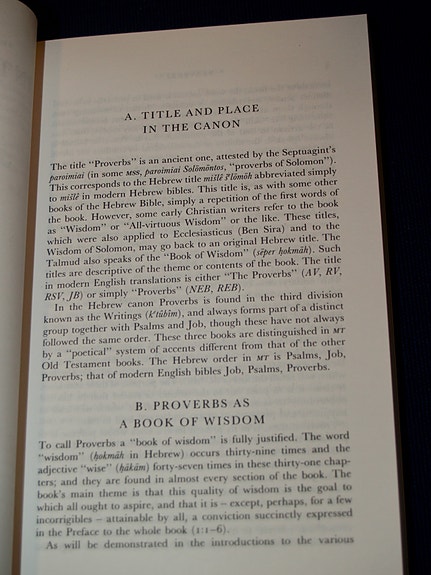 A. TITLE AND PLACE
IN THE CANON
The title “Proverbs” is an ancient one, attested by the Septuagint’s
paroimiai (in some MSS, paroimiai Solōmōntos, “proverbs of Solomon”).
This corresponds to the Hebrew title mišlê šᵉlōmōh abbreviated simply
to mišlê in modern Hebrew bibles. This title is, as with some other
books of the Hebrew Bible, simply a repetition of the first words of
the book. However, some early Christian writers refer to the book
as “Wisdom” or “All-virtuous Wisdom” or the like. These titles,
which were also applied to Ecclesiasticus (Ben Sira) and to the
Wisdom of Solomon, may go back to an original Hebrew title. The
Talmud also speaks of the “Book of Wisdom” (sēper ḥokmāh). Such
titles are descriptive of the theme or contents of the book. The title
in modern English translations is either “The Proverbs” (AV, RV,
RSV, JB) or simply “Proverbs” (NEB, REB).
In the Hebrew canon Proverbs is found in the third division
known as the Writings (kᵉtûbîm), and always forms part of a distinct
group together with Psalms and Job, though these have not always
followed the same order. These three books are distinguished in MT
by a “poetical” system of accents different from that of the other
Old Testament books. The Hebrew order in MT is Psalms, Job,
Proverbs; that of modern English bibles Job, Psalms, Proverbs.
B. PROVERBS AS
A BOOK OF WISDOM
To call Proverbs a “book of wisdom” is fully justified. The word
“wisdom” (ḥokmāh in Hebrew) occurs thirty-nine times and the
adjective “wise” (ḥākām) forty-seven times in these thirty-one chap-
ters; and they are found in almost every section of the book. The
book’s main theme is that this quality of wisdom is the goal to
which all ought to aspire, and that it is – except, perhaps, for a few
incorrigibles – attainable by all, a conviction succinctly expressed
in the Preface to the whole book (1:1–6).
As will be demonstrated in the introductions to the various